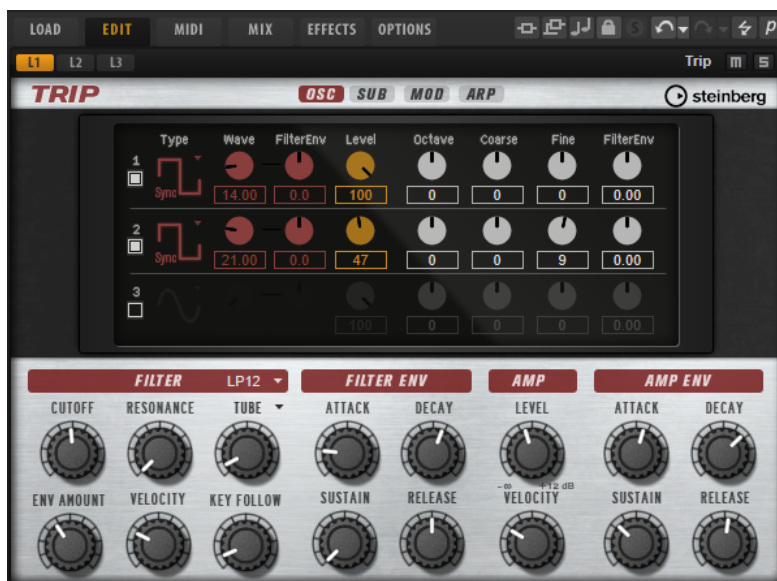 LOAD EDIT MIDI MIX EFFECTS OPTIONS S p
L1 L2 L3 Trip m S
TRIP OSC SUB MOD ARP steinberg
Type Wave FilterEnv Level Octave Coarse Fine FilterEnv
1
Sync 14.00 0.0 100 0 0 0 0.00
2
Sync 21.00 0.0 47 0 0 9 0.00
3
100 0 0 0 0.00
FILTER LP12 FILTER ENV AMP AMP ENV
CUTOFF RESONANCE TUBE ATTACK DECAY LEVEL ATTACK DECAY
-∞ +12 dB
ENV AMOUNT VELOCITY KEY FOLLOW SUSTAIN RELEASE VELOCITY SUSTAIN RELEASE